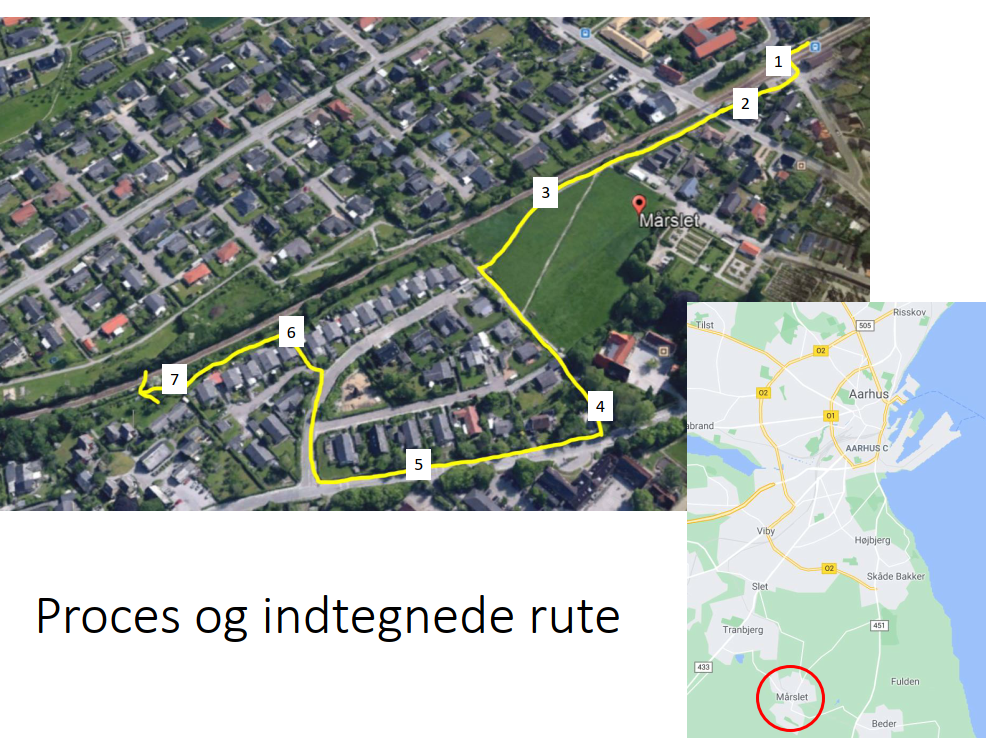 1
2
3
Mårslet
6
7
4
5
Risskov
Tilst
505
O2
O2
Aarhus
O1
abrand
AARHUS C
Viby
Højbjerg
O2
Skåde Bakker
Slet
451
Tranbjerg
433
Fulden
Mårslet
Beder
Proces og indtegnede rute